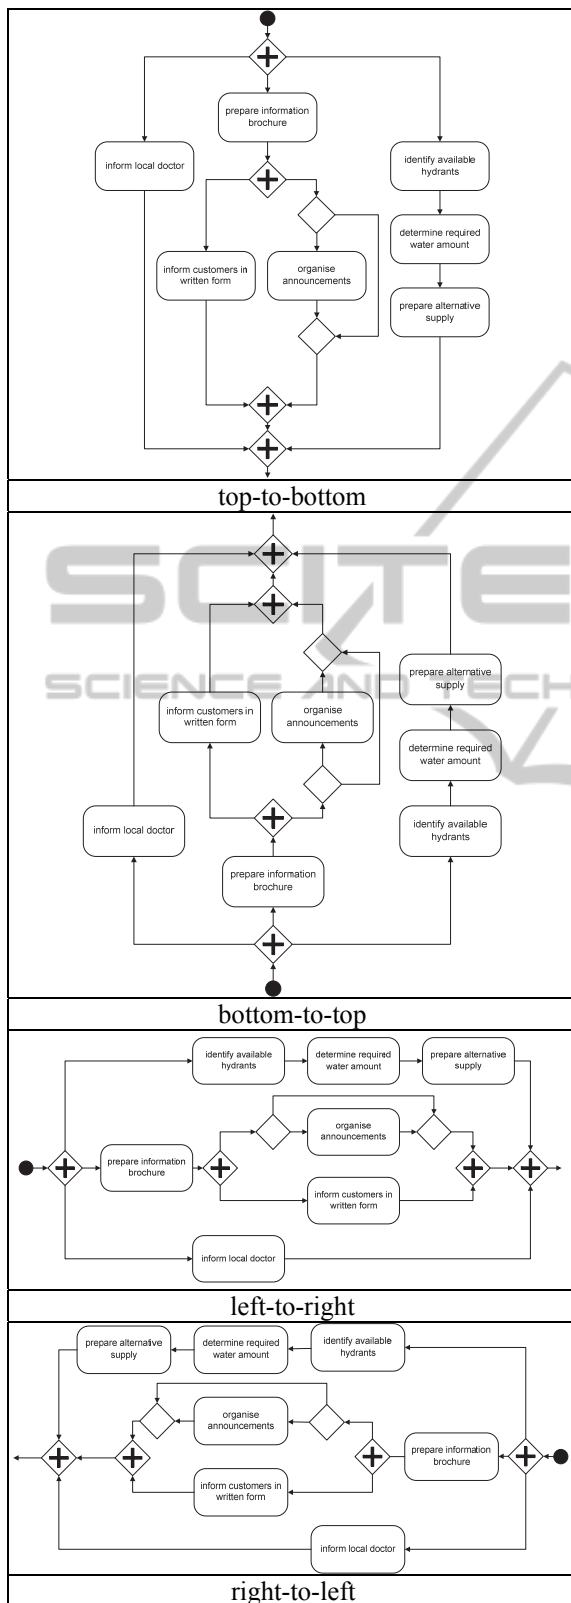 prepare information
brochure
inform local doctor
identify available
hydrants
determine required
water amount
inform customers in
written form
organise
announcements
prepare alternative
supply
top-to-bottom
SCITE
SCIENCE AND TECH
prepare alternative
supply
inform customers in
written form
organise
announcements
determine required
water amount
inform local doctor
identify available
hydrants
prepare information
brochure
bottom-to-top
identify available
hydrants
determine required
water amount
prepare alternative
supply
organise
announcements
prepare information
brochure
inform customers in
written form
inform local doctor
left-to-right
prepare alternative
supply
determine required
water amount
identify available
hydrants
organise
announcements
prepare information
brochure
inform customers in
written form
inform local doctor
right-to-left